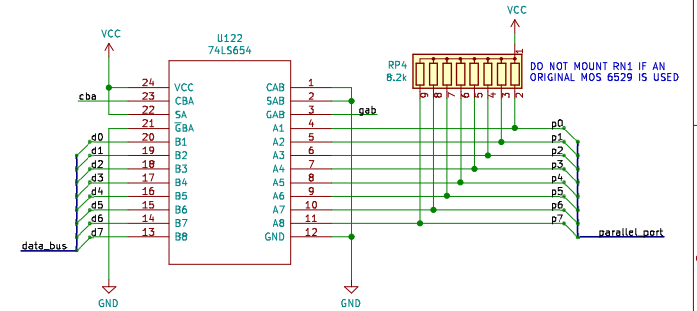 VCC
U122
74LS654
VCC
RP4
8.2k
1
DO NOT MOUNT RN1 IF AN
ORIGINAL MOS 6529 IS USED
9 8 7 6 5 4 3 2
24 VCC CAB 1
cba 23 CBA SAB 2
22 SA GAB 3 gab
21 GBA A1 4 p0
d0 20 B1 A2 5 p1
d1 19 B2 A3 6 p2
d2 18 B3 A4 7 p3
d3 17 B4 A5 8 p4
d4 16 B5 A6 9 p5
d5 15 B6 A7 10 p6
d6 14 B7 A8 11 p7
d7 13 B8 GND 12
data_bus
parallel_port
GND
GND